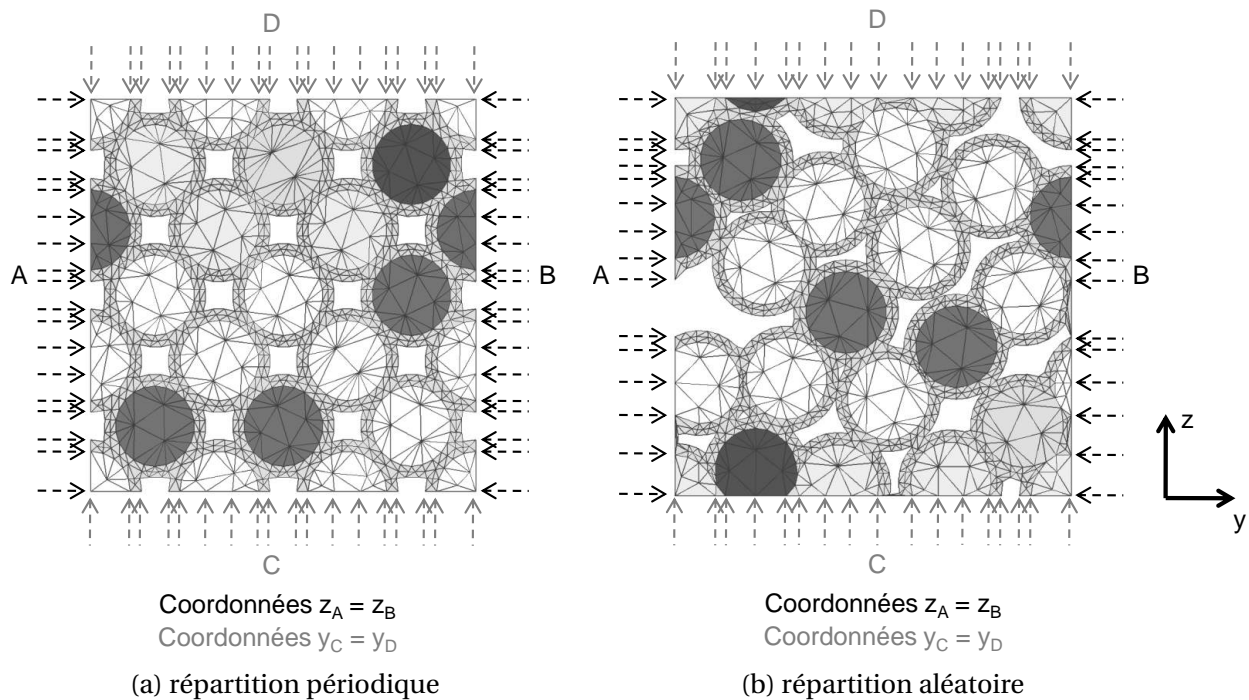 D
D
A
B
A
B
z
y
C
C
Coordonnées z_A = z_B
Coordonnées y_C = y_D
Coordonnées z_A = z_B
Coordonnées y_C = y_D
(a) répartition périodique
(b) répartition aléatoire